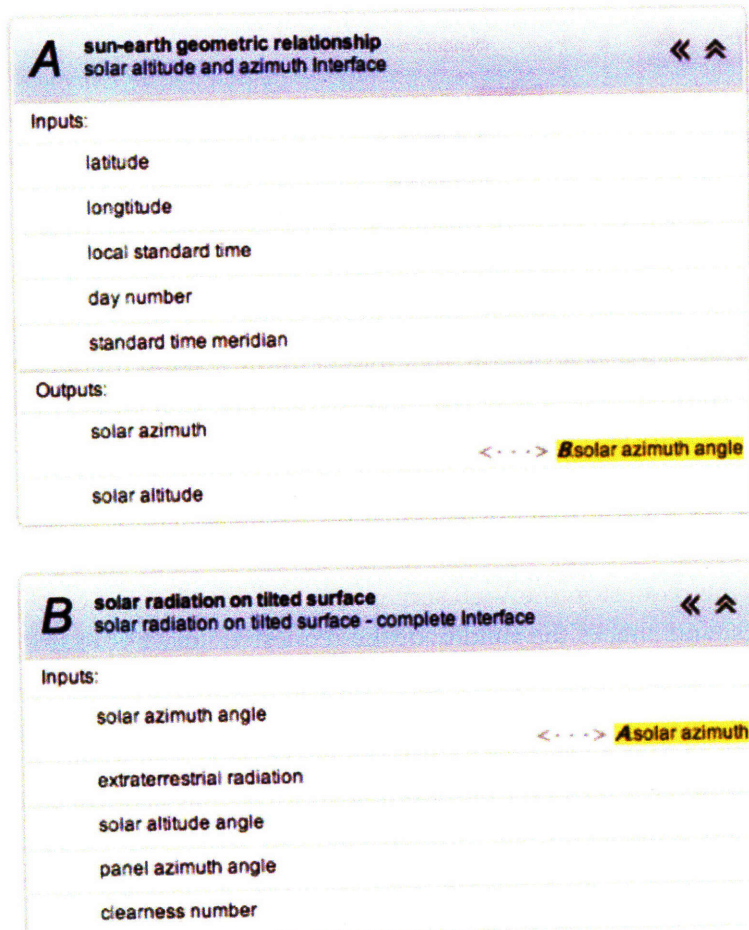 A sun-earth geometric relationship
solar altitude and azimuth Interface
Inputs:
latitude
longtitude
local standard time
day number
standard time meridian
Outputs:
solar azimuth
<· · ·> B.solar azimuth angle
solar altitude
B solar radiation on tilted surface
solar radiation on tilted surface - complete Interface
Inputs:
solar azimuth angle
<· · ·> A.solar azimuth
extraterrestrial radiation
solar altitude angle
panel azimuth angle
clearness number